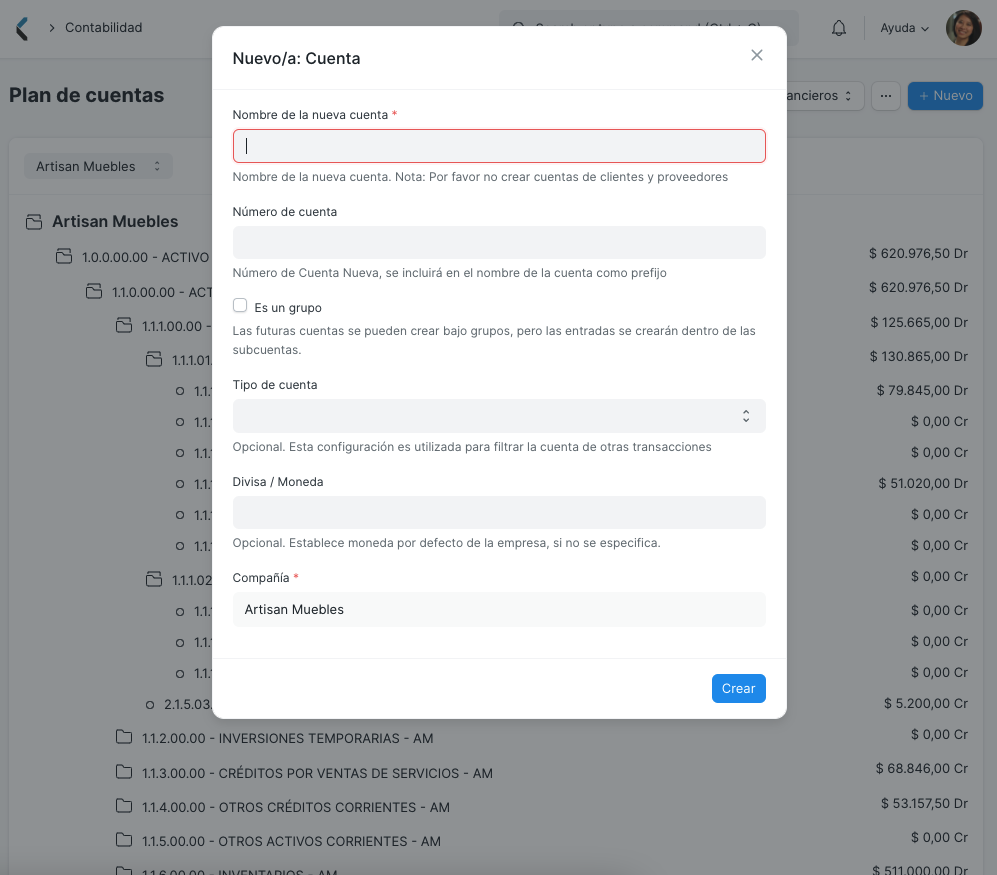 Contabilidad
Ayuda
Plan de cuentas
ancieros
+ Nuevo
Artisan Muebles
Nuevo/a: Cuenta
Nombre de la nueva cuenta *
Nombre de la nueva cuenta. Nota: Por favor no crear cuentas de clientes y proveedores
Número de cuenta
Número de Cuenta Nueva, se incluirá en el nombre de la cuenta como prefijo
Es un grupo
Las futuras cuentas se pueden crear bajo grupos, pero las entradas se crearán dentro de las
subcuentas.
Tipo de cuenta
Opcional. Esta configuración es utilizada para filtrar la cuenta de otras transacciones
Divisa / Moneda
Opcional. Establece moneda por defecto de la empresa, si no se especifica.
Compañía *
Artisan Muebles
Crear
Artisan Muebles
1.0.0.00.00 - ACTIVO $ 620.976,50 Dr
1.1.0.00.00 - ACT $ 620.976,50 Dr
1.1.1.00.00 - $ 125.665,00 Dr
1.1.1.01. $ 130.865,00 Dr
1.1. $ 79.845,00 Dr
1.1. $ 0,00 Cr
1.1. $ 0,00 Cr
1.1. $ 51.020,00 Dr
1.1. $ 0,00 Cr
1.1. $ 0,00 Cr
1.1.1.02 $ 0,00 Cr
1.1. $ 0,00 Cr
1.1. $ 0,00 Cr
1.1. $ 0,00 Cr
2.1.5.03. $ 5.200,00 Cr
1.1.2.00.00 - INVERSIONES TEMPORARIAS - AM $ 0,00 Cr
1.1.3.00.00 - CRÉDITOS POR VENTAS DE SERVICIOS - AM $ 68.846,00 Cr
1.1.4.00.00 - OTROS CRÉDITOS CORRIENTES - AM $ 53.157,50 Dr
1.1.5.00.00 - OTROS ACTIVOS CORRIENTES - AM $ 0,00 Cr
1.1.6.00.00 - INVENTARIOS - AM $ 511.000,00 Dr